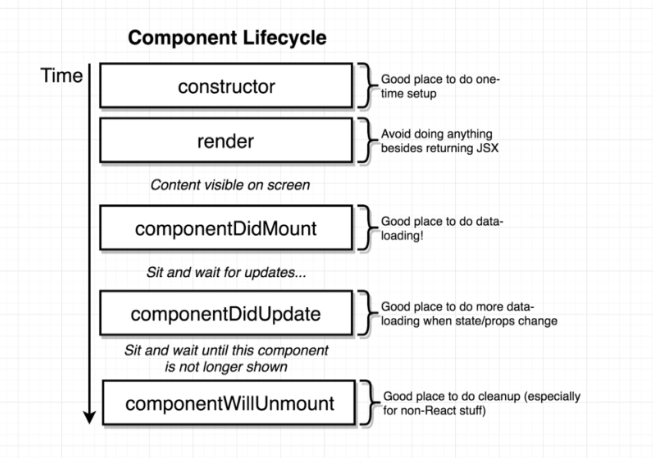 Component Lifecycle
Time
constructor
Good place to do one-
time setup
render
Avoid doing anything
besides returning JSX
Content visible on screen
componentDidMount
Good place to do data-
loading!
Sit and wait for updates...
componentDidUpdate
Good place to do more data-
loading when state/props change
Sit and wait until this component
is not longer shown
componentWillUnmount
Good place to do cleanup (especially
for non-React stuff)